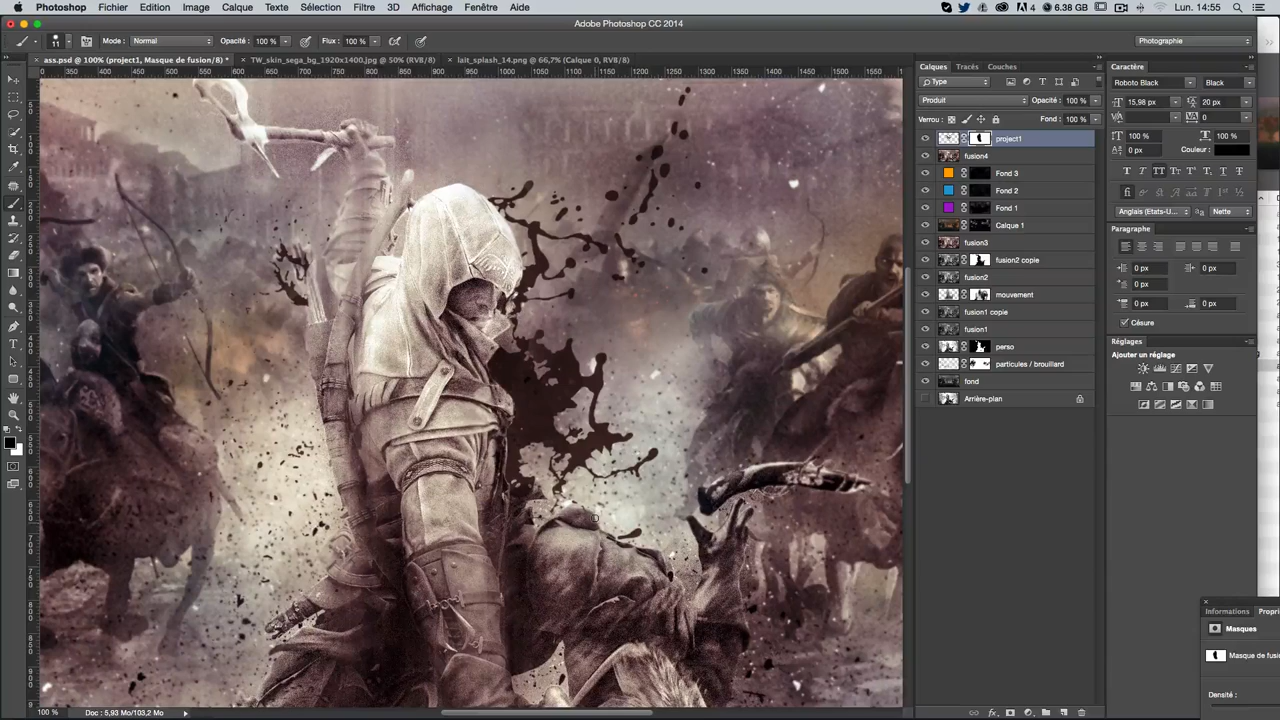 Photoshop Fichier Edition Image Calque Texte Sélection Filtre 3D Affichage Fenêtre Aide 4 6.38 GB Lun. 14:55
Adobe Photoshop CC 2014
11 Mode : Normal Opacité : 100 % Flux : 100 % Photographie
ass.psd @ 100% (project1, Masque de fusion/8) * TW_skin_sega_bg_1920x1400.jpg @ 50% (RVB/8) lait_splash_14.png @ 66,7% (Calque 0, RVB/8)
Calques Tracés Couches
Type
Produit Opacité : 100 %
Verrou : Fond : 100 %
project1
fusion4
Fond 3
Fond 2
Fond 1
Calque 1
fusion3
fusion2 copie
fusion2
mouvement
fusion1 copie
fusion1
perso
particules / brouillard
fond
Arrière-plan
Caractère
Roboto Black Black
15,98 px 20 px
0
100 % 100 %
0 px Couleur :
Anglais (Etats-U... Nette
Paragraphe
0 px 0 px
0 px
0 px 0 px
Césure
Réglages
Ajouter un réglage
Informations Proprié
Masques
Masque de fusi
Densité :
100 % Doc : 5,93 Mo/103,2 Mo